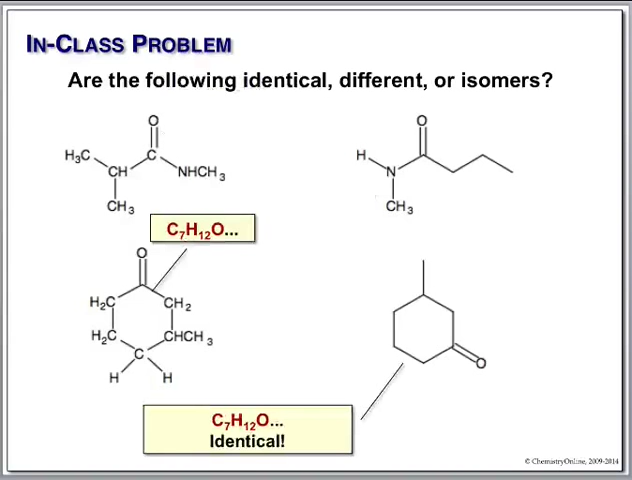 IN-CLASS PROBLEM
Are the following identical, different, or isomers?
O
H₃C
C
CH
NHCH₃
CH₃
O
H
N
CH₃
C₇H₁₂O...
O
H₂C
CH₂
H₂C
CHCH₃
C
H
H
O
C₇H₁₂O...
Identical!
© ChemistryOnline, 2009-2014